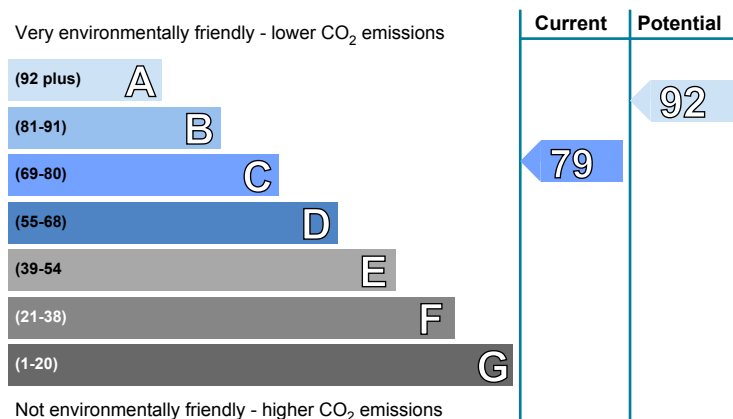 Very environmentally friendly - lower CO₂ emissions
Current
Potential
(92 plus) A
(81-91) B
(69-80) C
(55-68) D
(39-54 E
(21-38) F
(1-20) G
79
92
Not environmentally friendly - higher CO₂ emissions